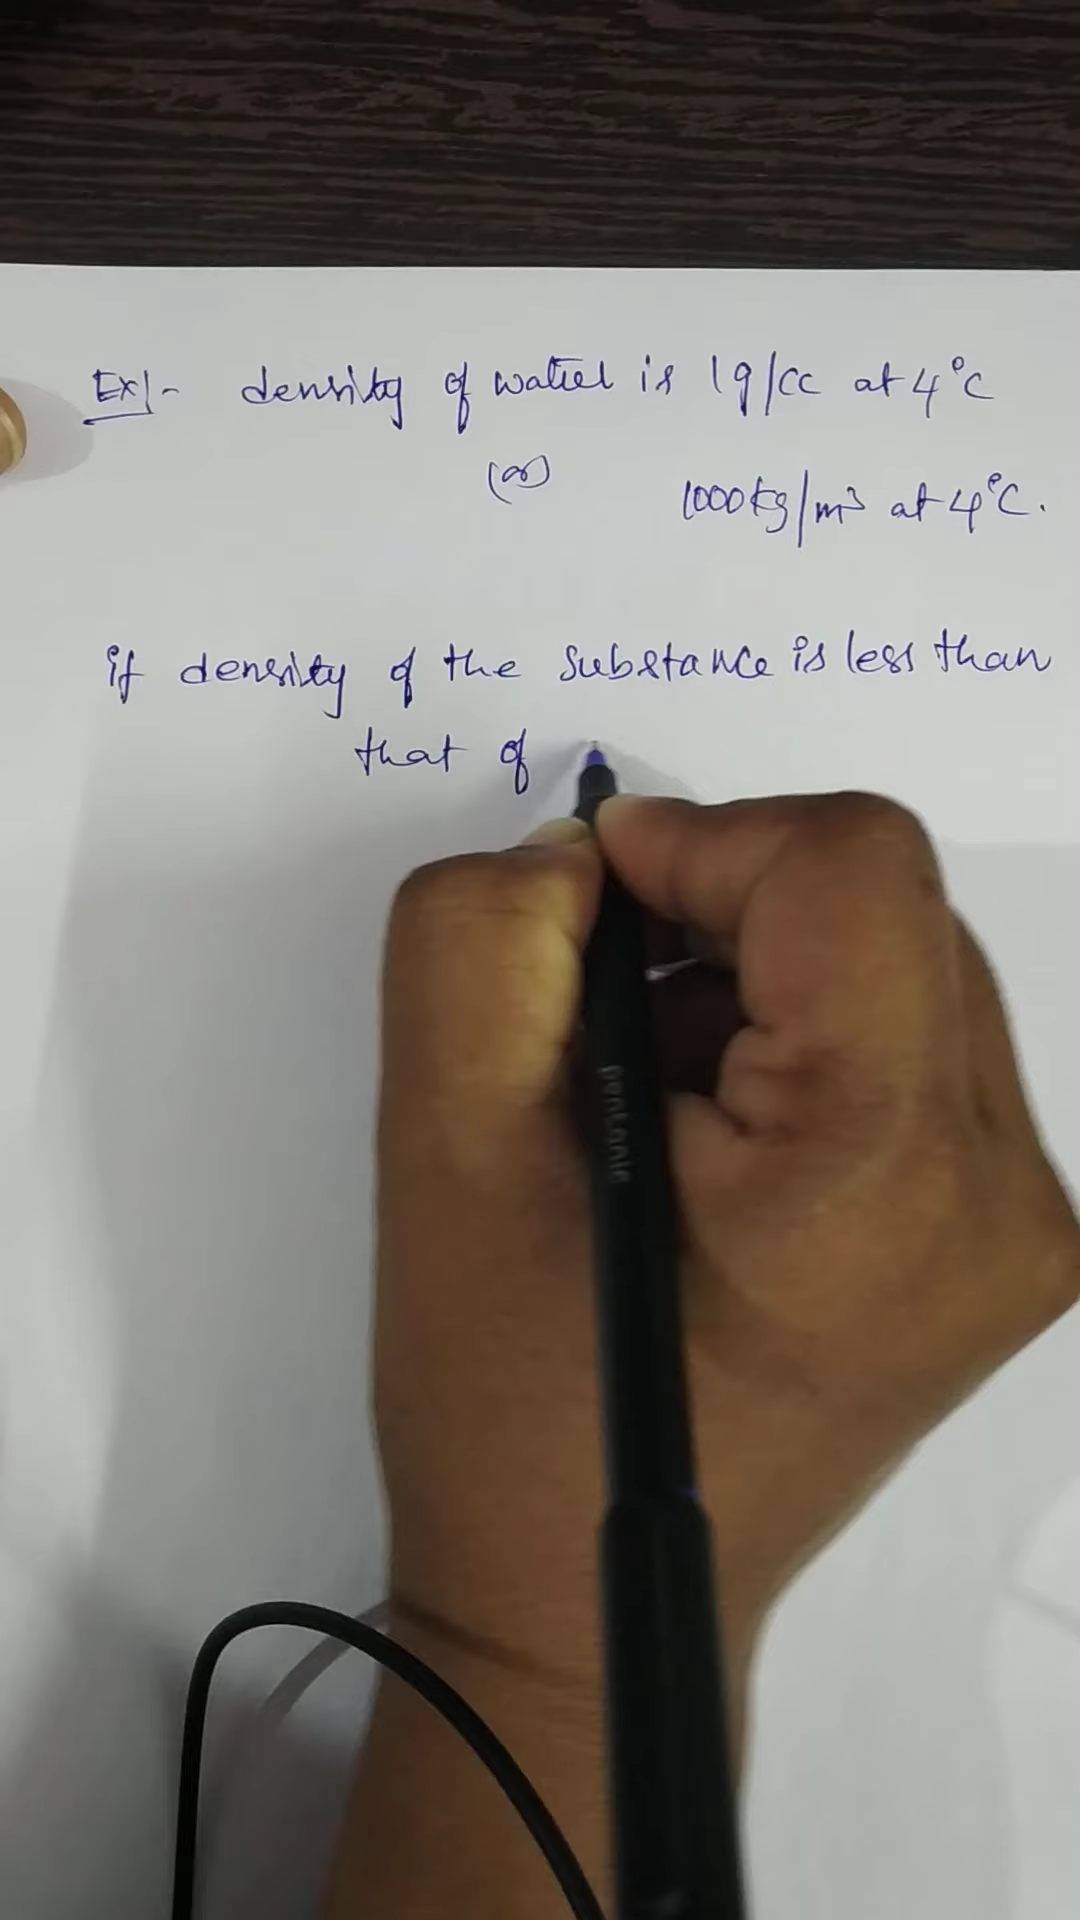 Ex:- density of water is 1g/cc at 4°C
(or)
1000kg/m³ at 4°C.
if density of the substance is less than
that of
pentonic